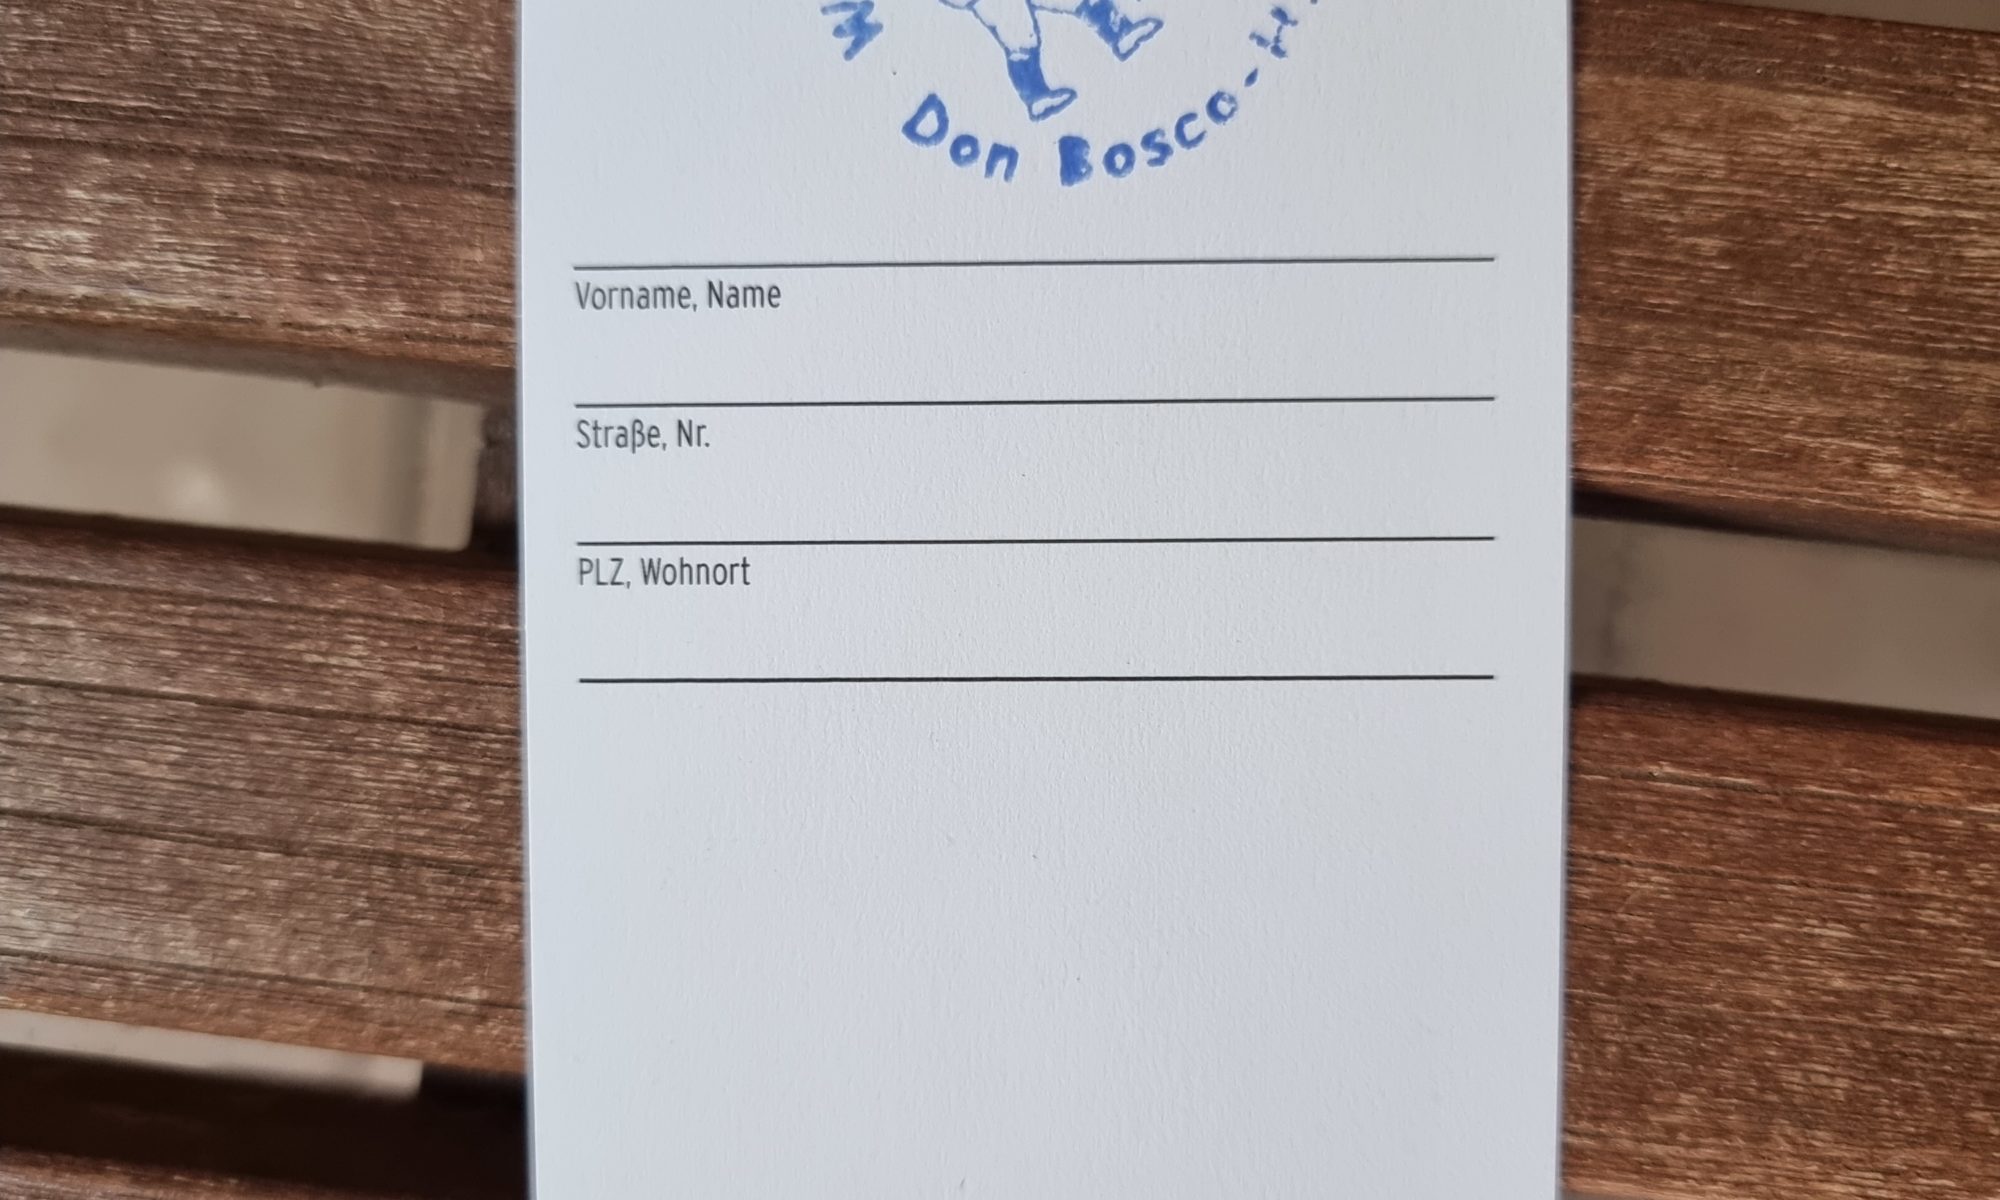 Don Bosco-H
Vorname, Name
Straße, Nr.
PLZ, Wohnort